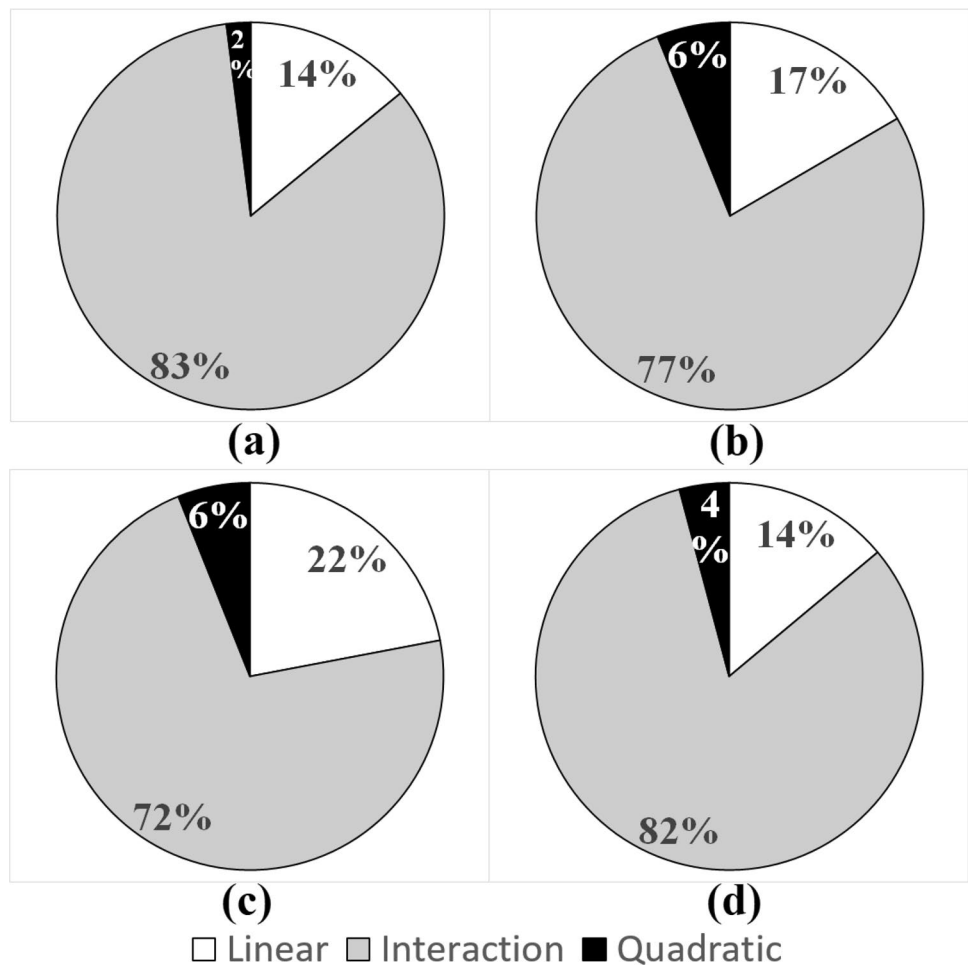 2
%
14%
83%
(a)
6%
17%
77%
(b)
6%
22%
72%
(c)
4
%
14%
82%
(d)
Linear Interaction Quadratic